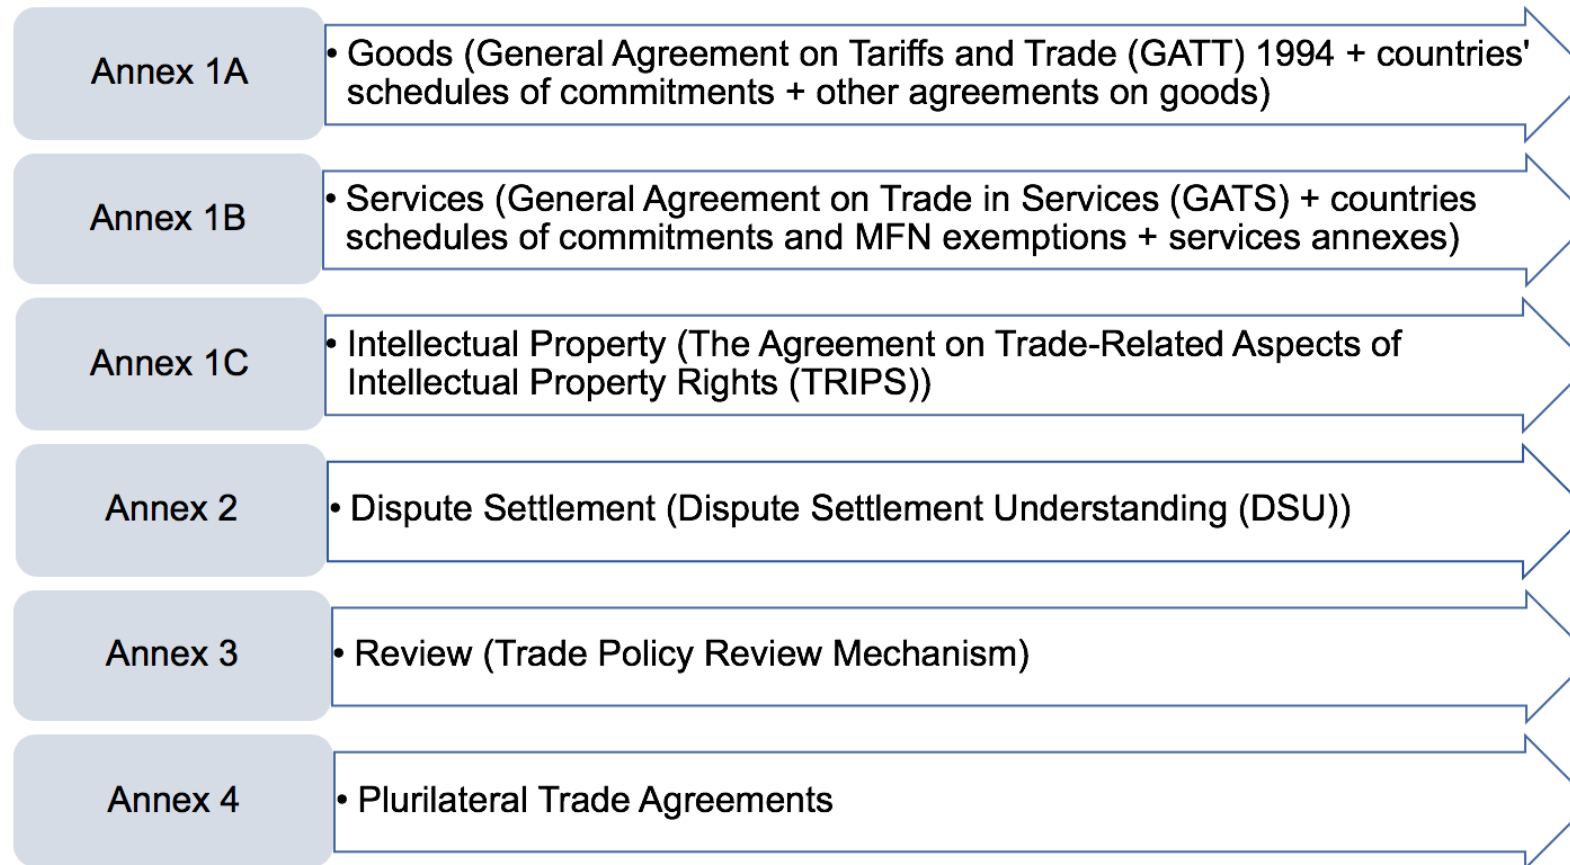 Annex 1A
• Goods (General Agreement on Tariffs and Trade (GATT) 1994 + countries'
schedules of commitments + other agreements on goods)
Annex 1B
• Services (General Agreement on Trade in Services (GATS) + countries
schedules of commitments and MFN exemptions + services annexes)
Annex 1C
• Intellectual Property (The Agreement on Trade-Related Aspects of
Intellectual Property Rights (TRIPS))
Annex 2
• Dispute Settlement (Dispute Settlement Understanding (DSU))
Annex 3
• Review (Trade Policy Review Mechanism)
Annex 4
• Plurilateral Trade Agreements